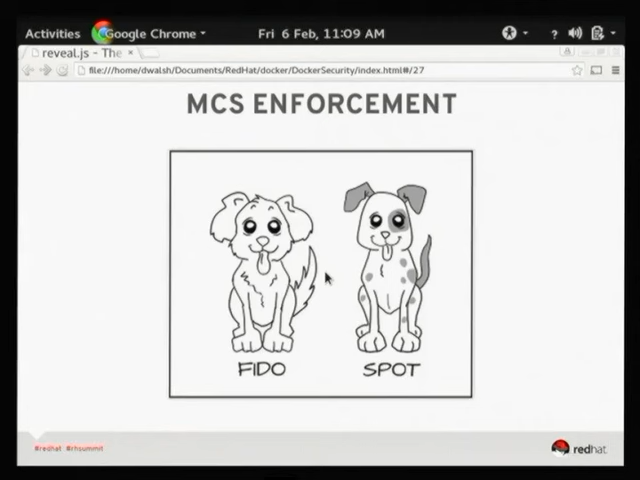 Activities Google Chrome Fri 6 Feb, 11:09 AM ?
reveal.js - The ×
file:///home/dwalsh/Documents/RedHat/docker/DockerSecurity/index.html#/27
MCS ENFORCEMENT
FIDO SPOT
#redhat #rhsummit redhat.